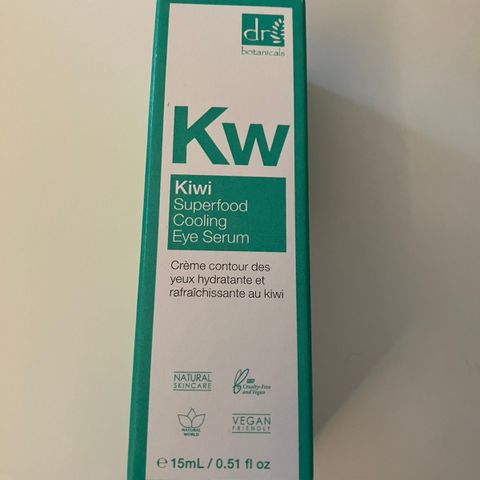 dr
botanicals
Kw
Kiwi
Superfood
Cooling
Eye Serum
Crème contour des
yeux hydratante et
rafraîchissante au kiwi
NATURAL
SKINCARE
Cruelty-Free
and Vegan
NATURAL
WORLD
VEGAN
FRIENDLY
℮ 15mL / 0.51 fl oz